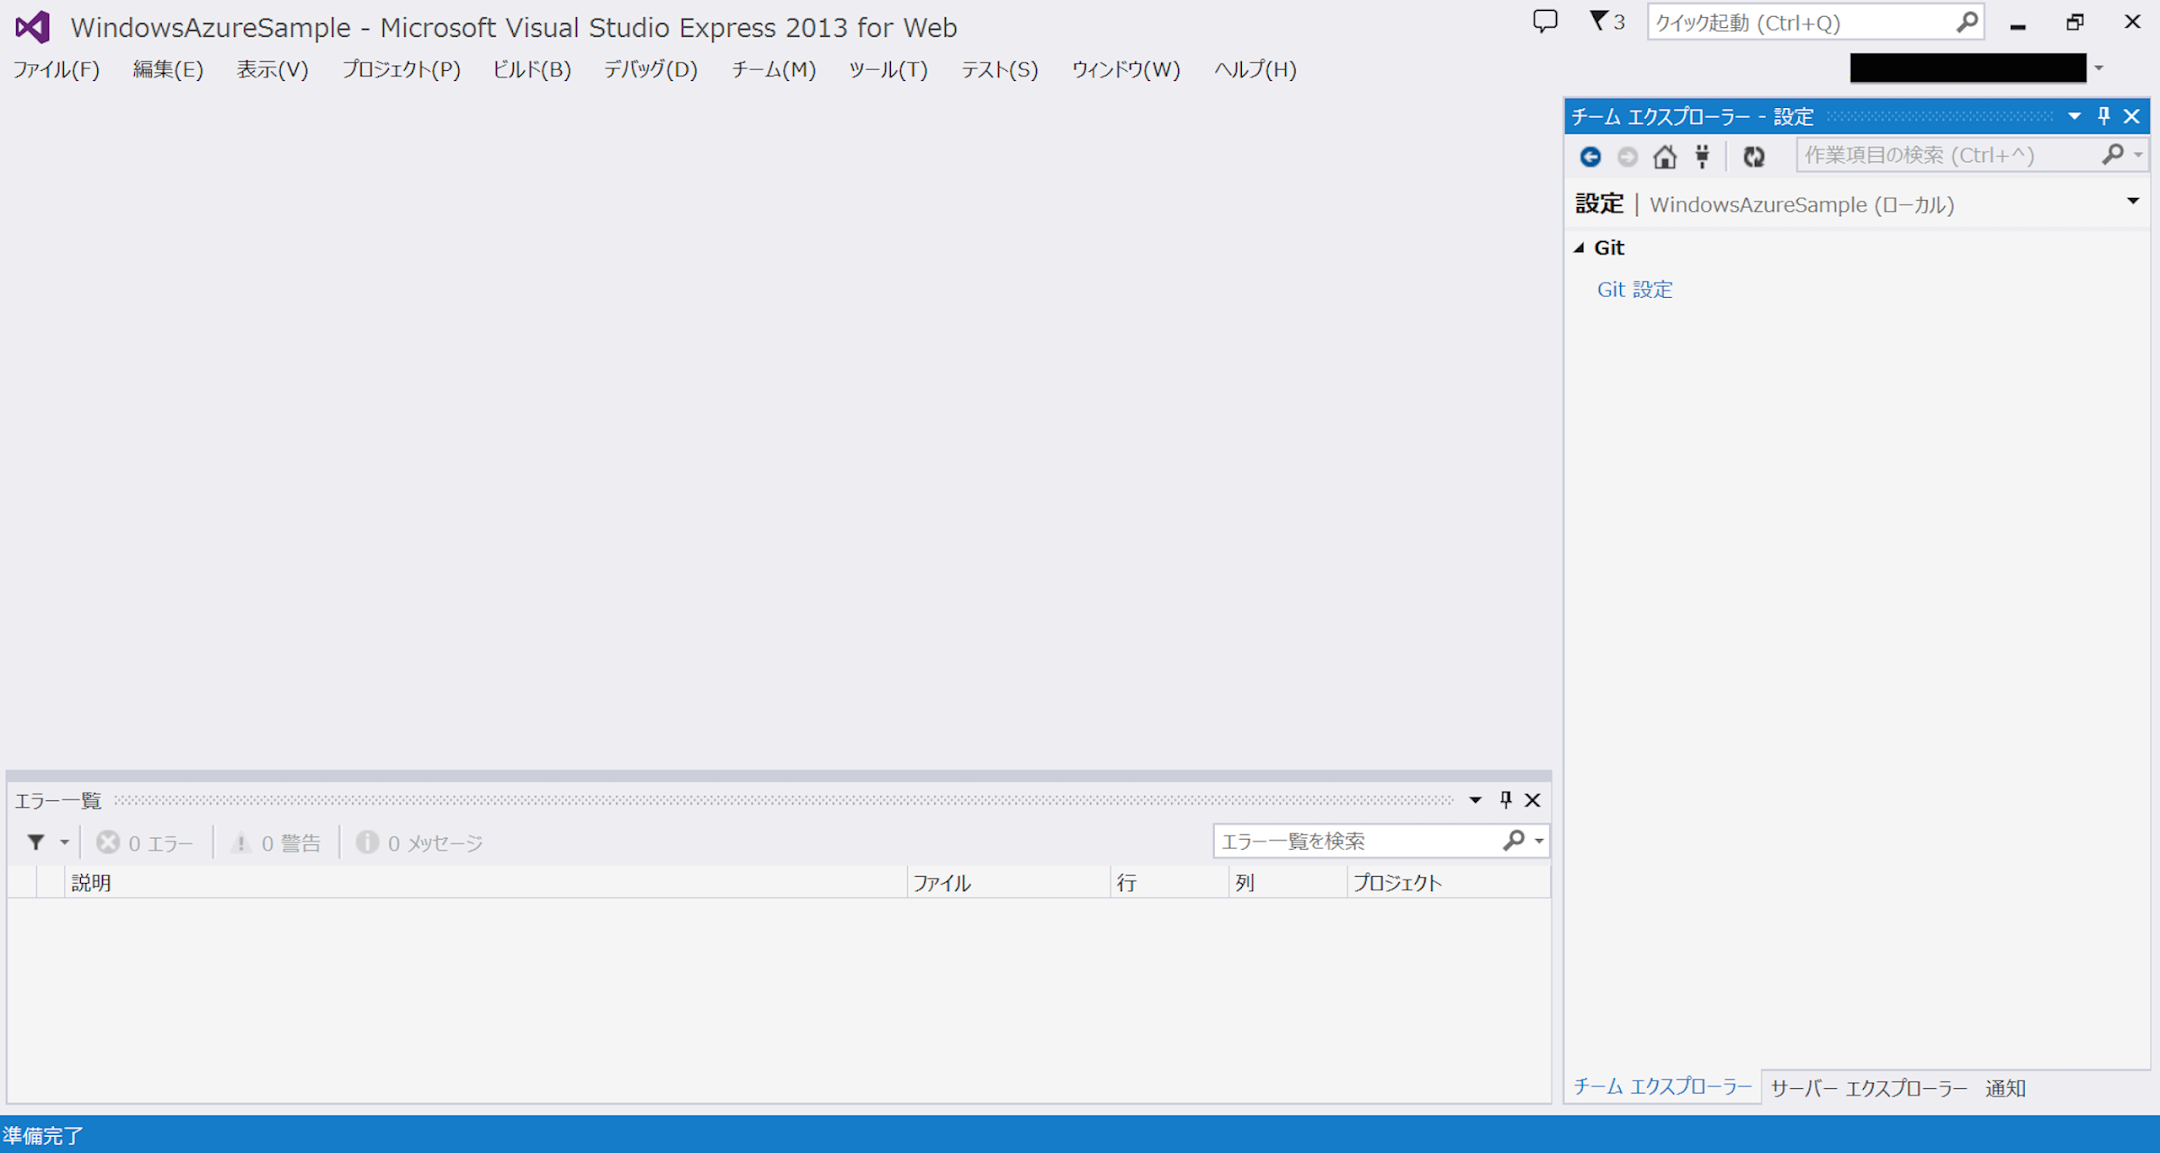 WindowsAzureSample - Microsoft Visual Studio Express 2013 for Web
3
クイック起動 (Ctrl+Q)
ファイル(F) 編集(E) 表示(V) プロジェクト(P) ビルド(B) デバッグ(D) チーム(M) ツール(T) テスト(S) ウィンドウ(W) ヘルプ(H)
チーム エクスプローラー - 設定
作業項目の検索 (Ctrl+^)
設定 | WindowsAzureSample (ローカル)
Git
Git 設定
エラー一覧
0 エラー 0 警告 0 メッセージ
エラー一覧を検索
説明 ファイル 行 列 プロジェクト
チーム エクスプローラー サーバー エクスプローラー 通知
準備完了